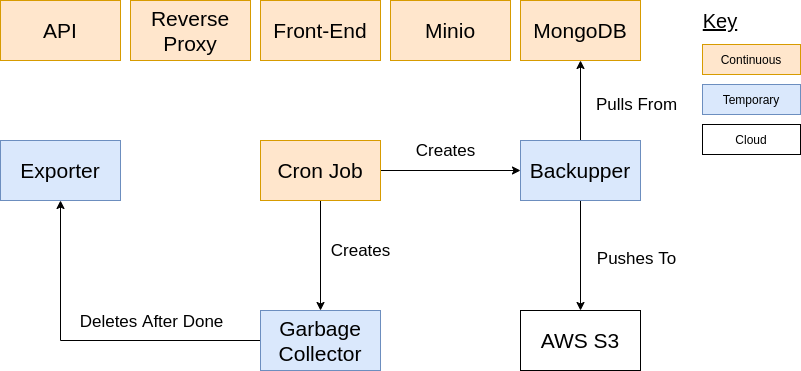 API
Reverse
Proxy
Front-End
Minio
MongoDB
Key
Continuous
Temporary
Cloud
Pulls From
Exporter
Cron Job
Creates
Backupper
Creates
Pushes To
Deletes After Done
Garbage
Collector
AWS S3